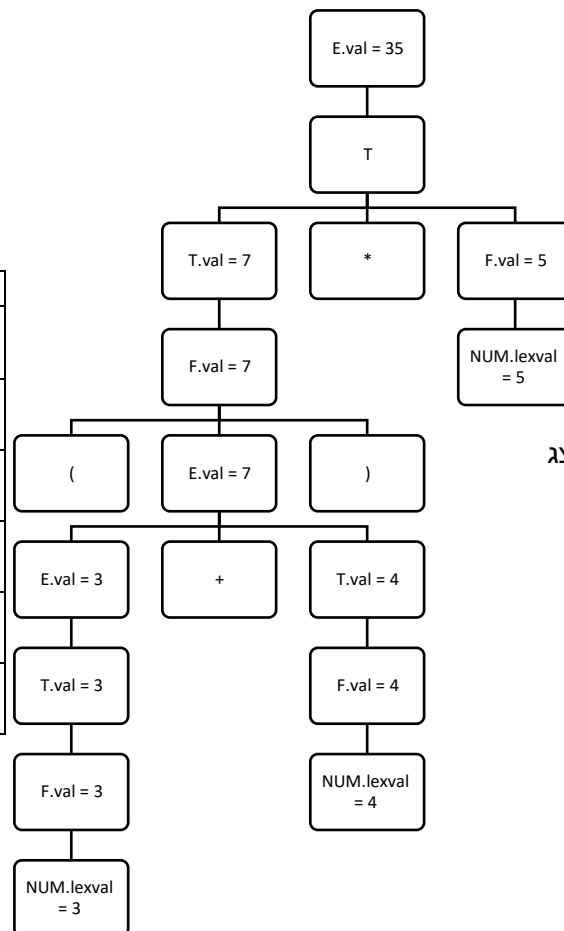 E.val = 35
T
T.val = 7
*
F.val = 5
F.val = 7
NUM.lexval
= 5
(
E.val = 7
)
E.val = 3
+
T.val = 4
T.val = 3
F.val = 4
F.val = 3
NUM.lexval
= 4
NUM.lexval
= 3